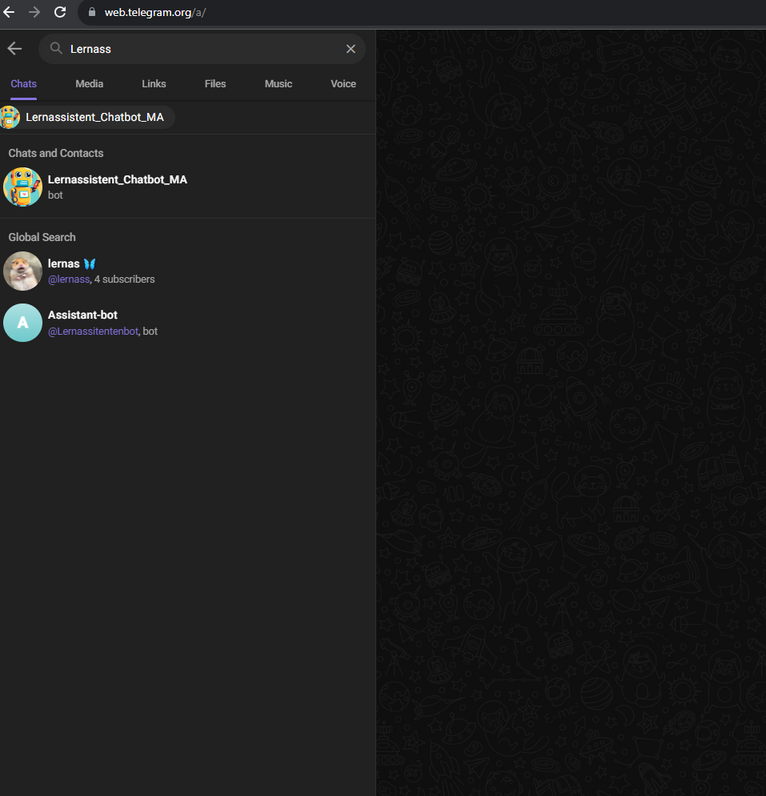 web.telegram.org/a/
Lernass
Chats Media Links Files Music Voice
Lernassistent_Chatbot_MA
Chats and Contacts
Lernassistent_Chatbot_MA
bot
Global Search
lernas 🦋
@lernass, 4 subscribers
A
Assistant-bot
@Lernassitentenbot, bot